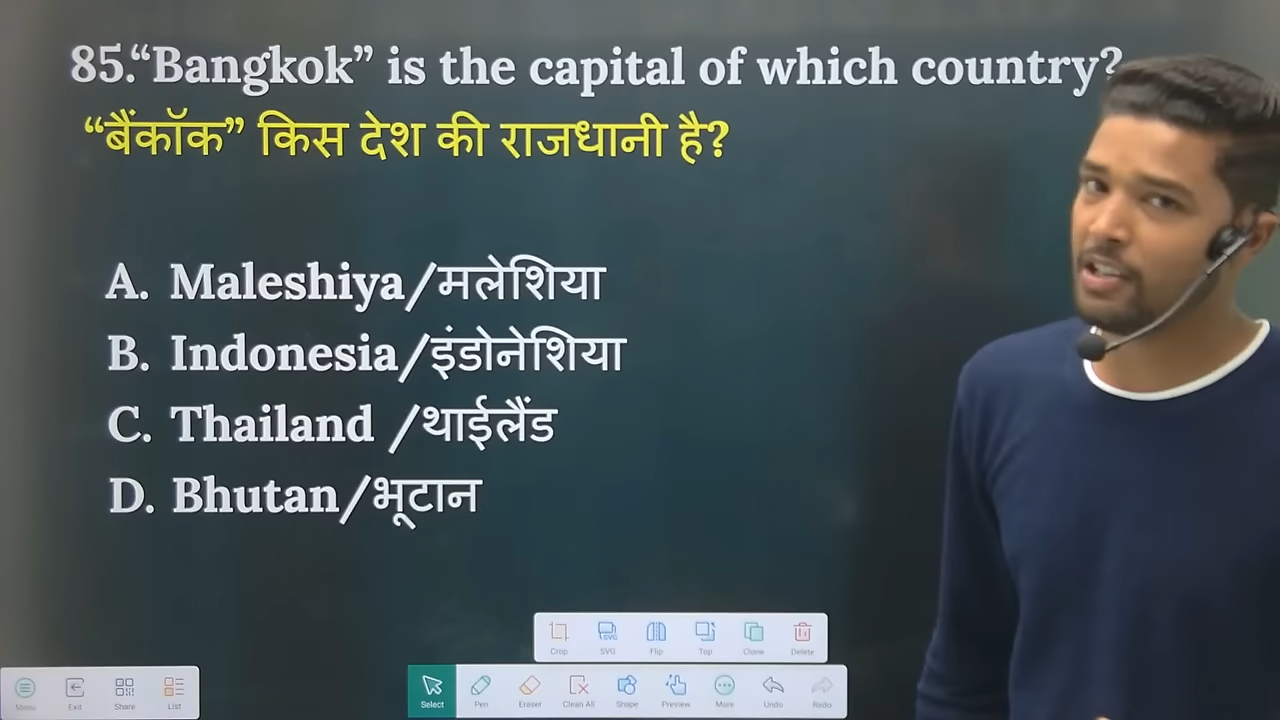 85.“Bangkok” is the capital of which country?
“बैंकॉक” किस देश की राजधानी है?
A. Maleshiya/मलेशिया
B. Indonesia/इंडोनेशिया
C. Thailand /थाईलैंड
D. Bhutan/भूटान
Crop SVG Flip Top Clone Delete
Menu Exit Share List Select Pen Eraser Clean All Shape Preview More Undo Redo